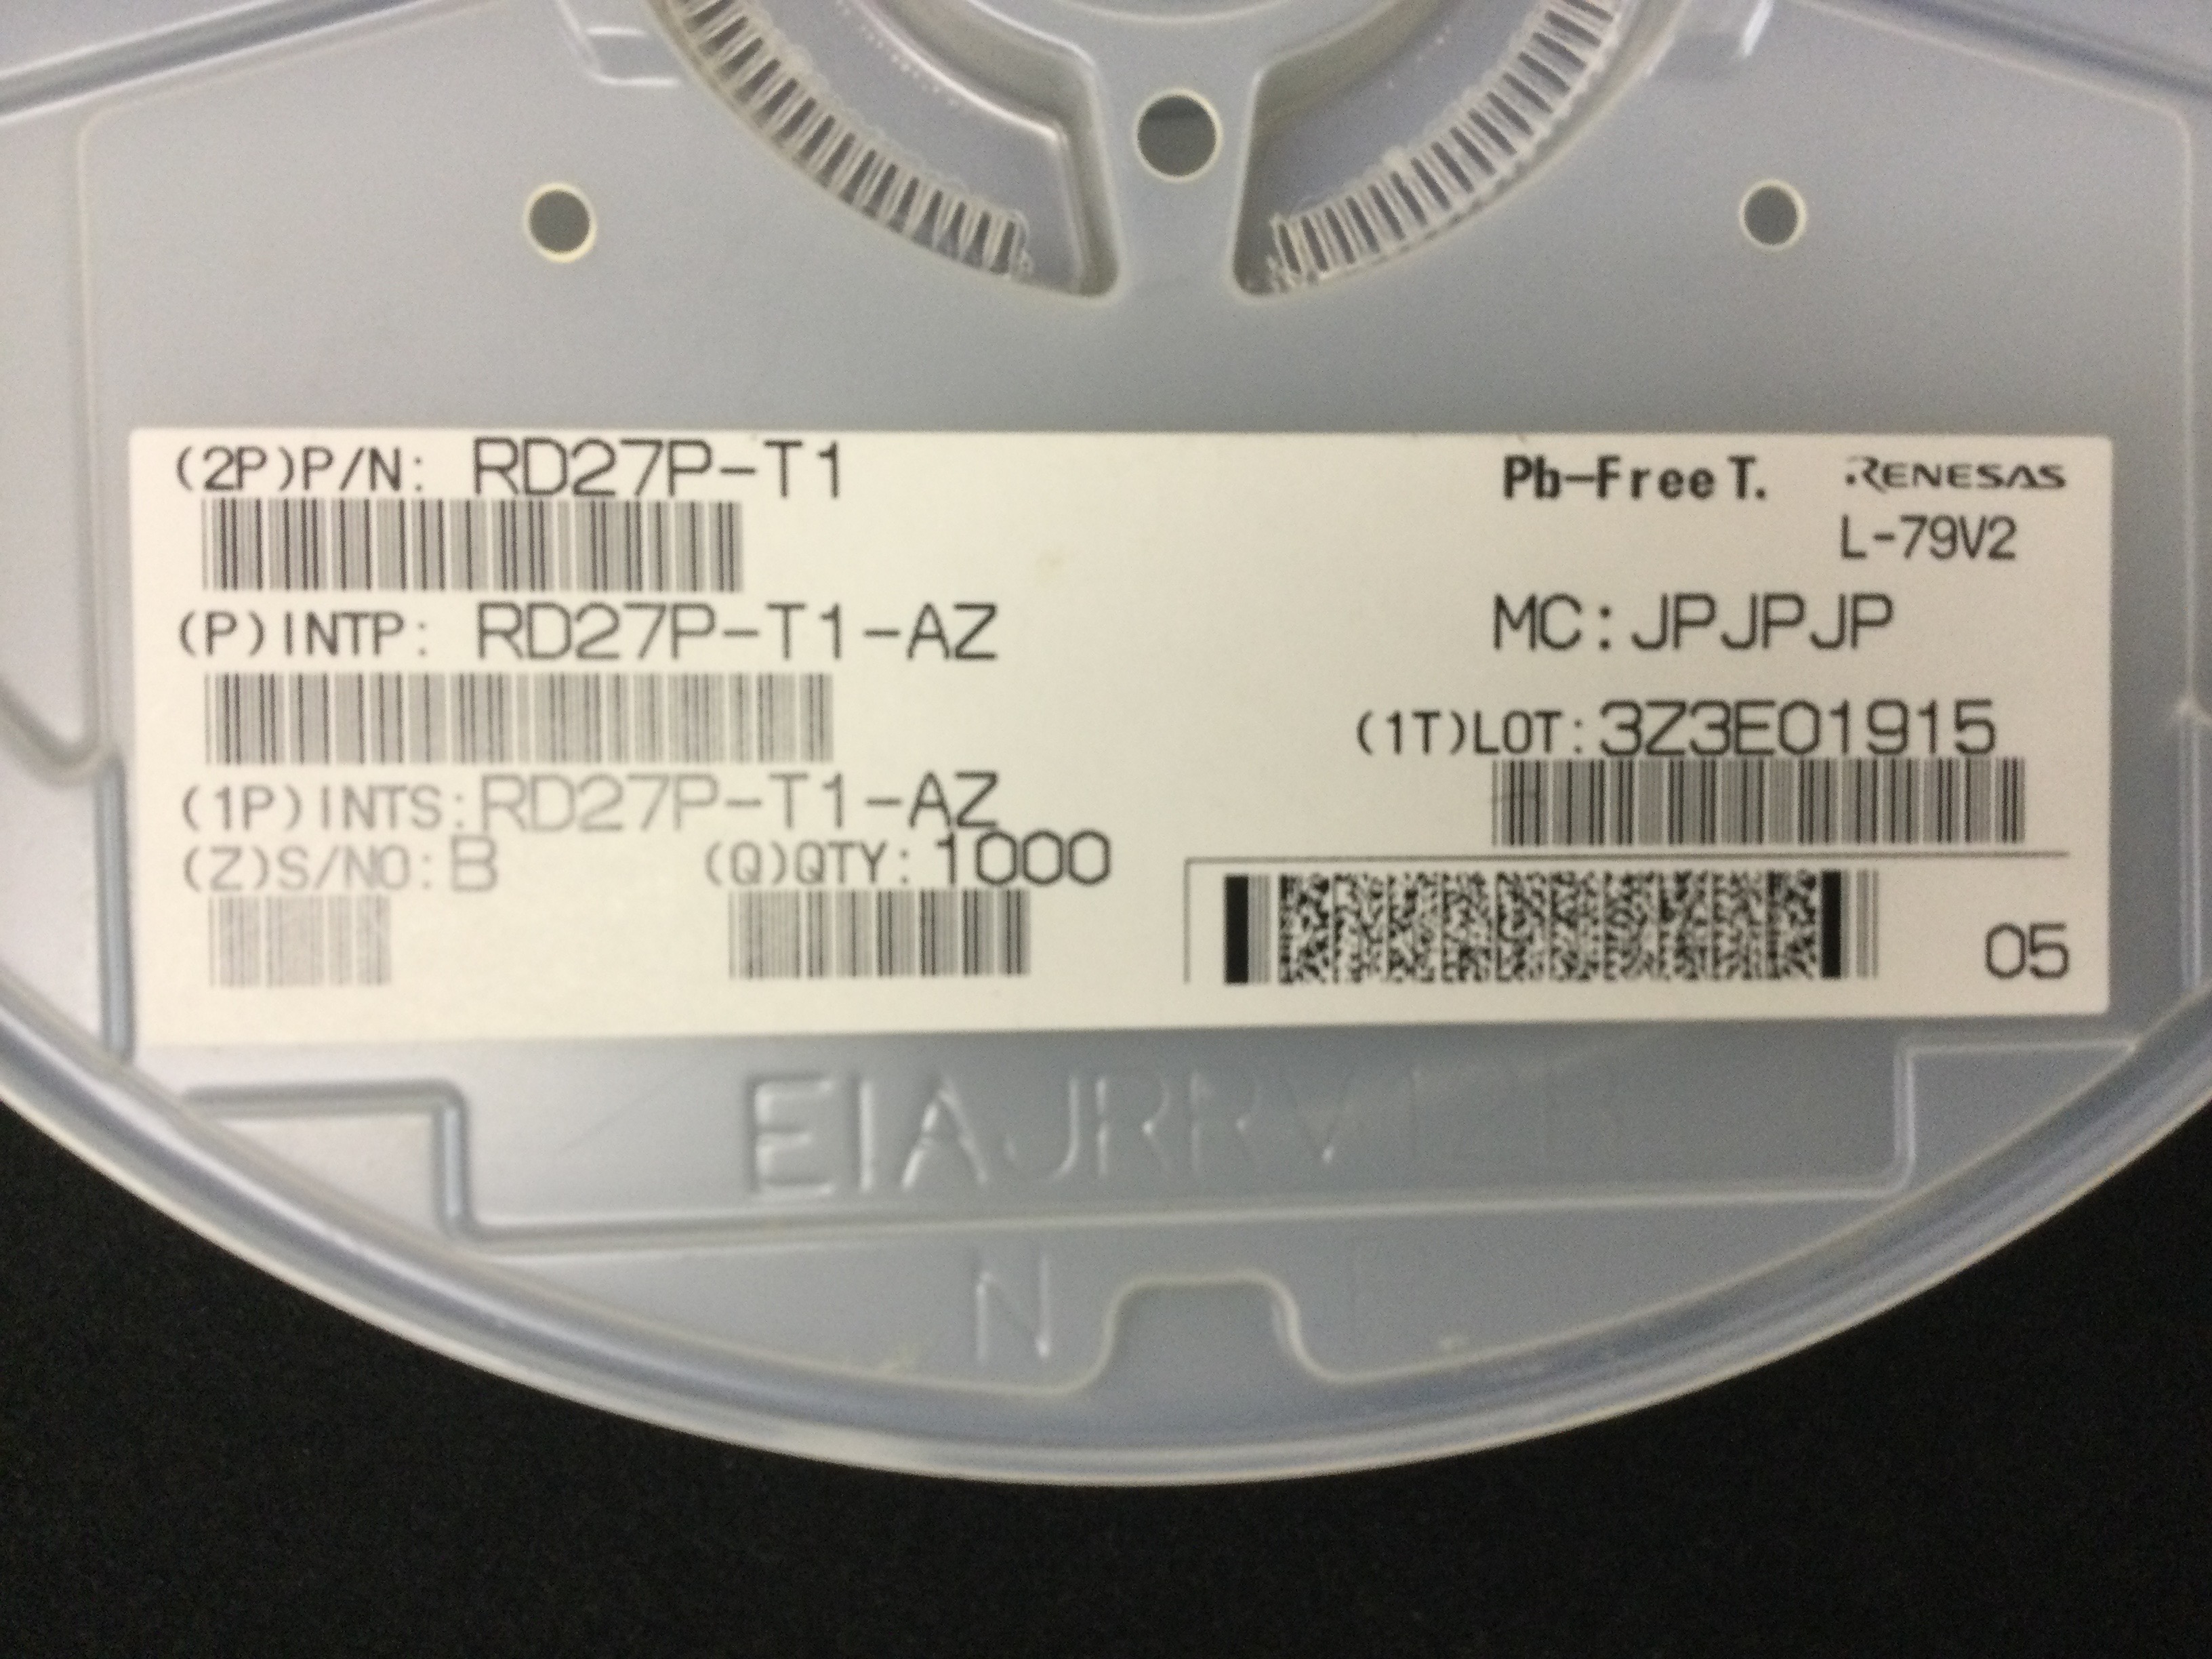 (2P)P/N: RD27P-T1
Pb-Free T. RENESAS
L-79V2
(P)INTP: RD27P-T1-AZ
MC:JPJPJP
(1T)LOT:3Z3E01915
(1P)INTS:RD27P-T1-AZ
(Z)S/NO:B (Q)QTY:1000
05
EIAJRRV12B
N